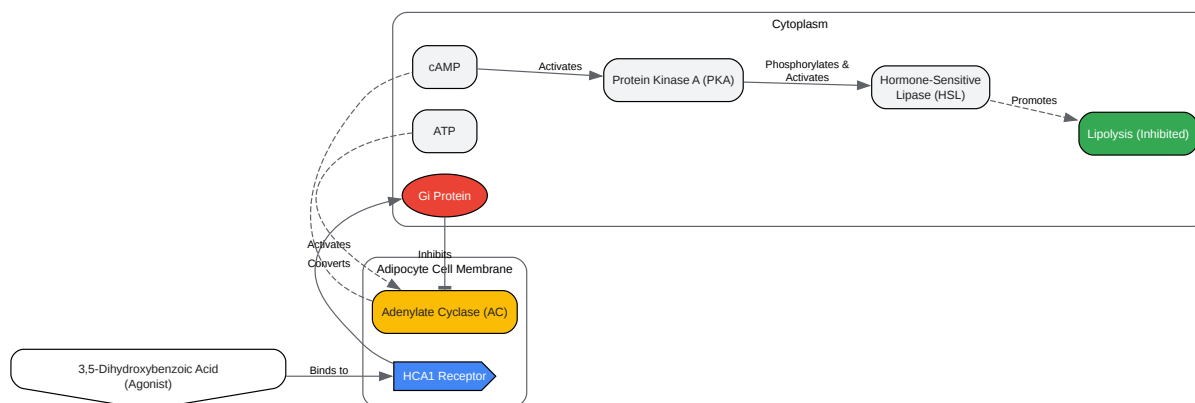 Cytoplasm
cAMP
Activates
Protein Kinase A (PKA)
Phosphorylates &
Activates
Hormone-Sensitive
Lipase (HSL)
Promotes
Lipolysis (Inhibited)
ATP
Gi Protein
Activates
Converts
Inhibits
Adipocyte Cell Membrane
Adenylate Cyclase (AC)
3,5-Dihydroxybenzoic Acid
(Agonist)
Binds to
HCA1 Receptor